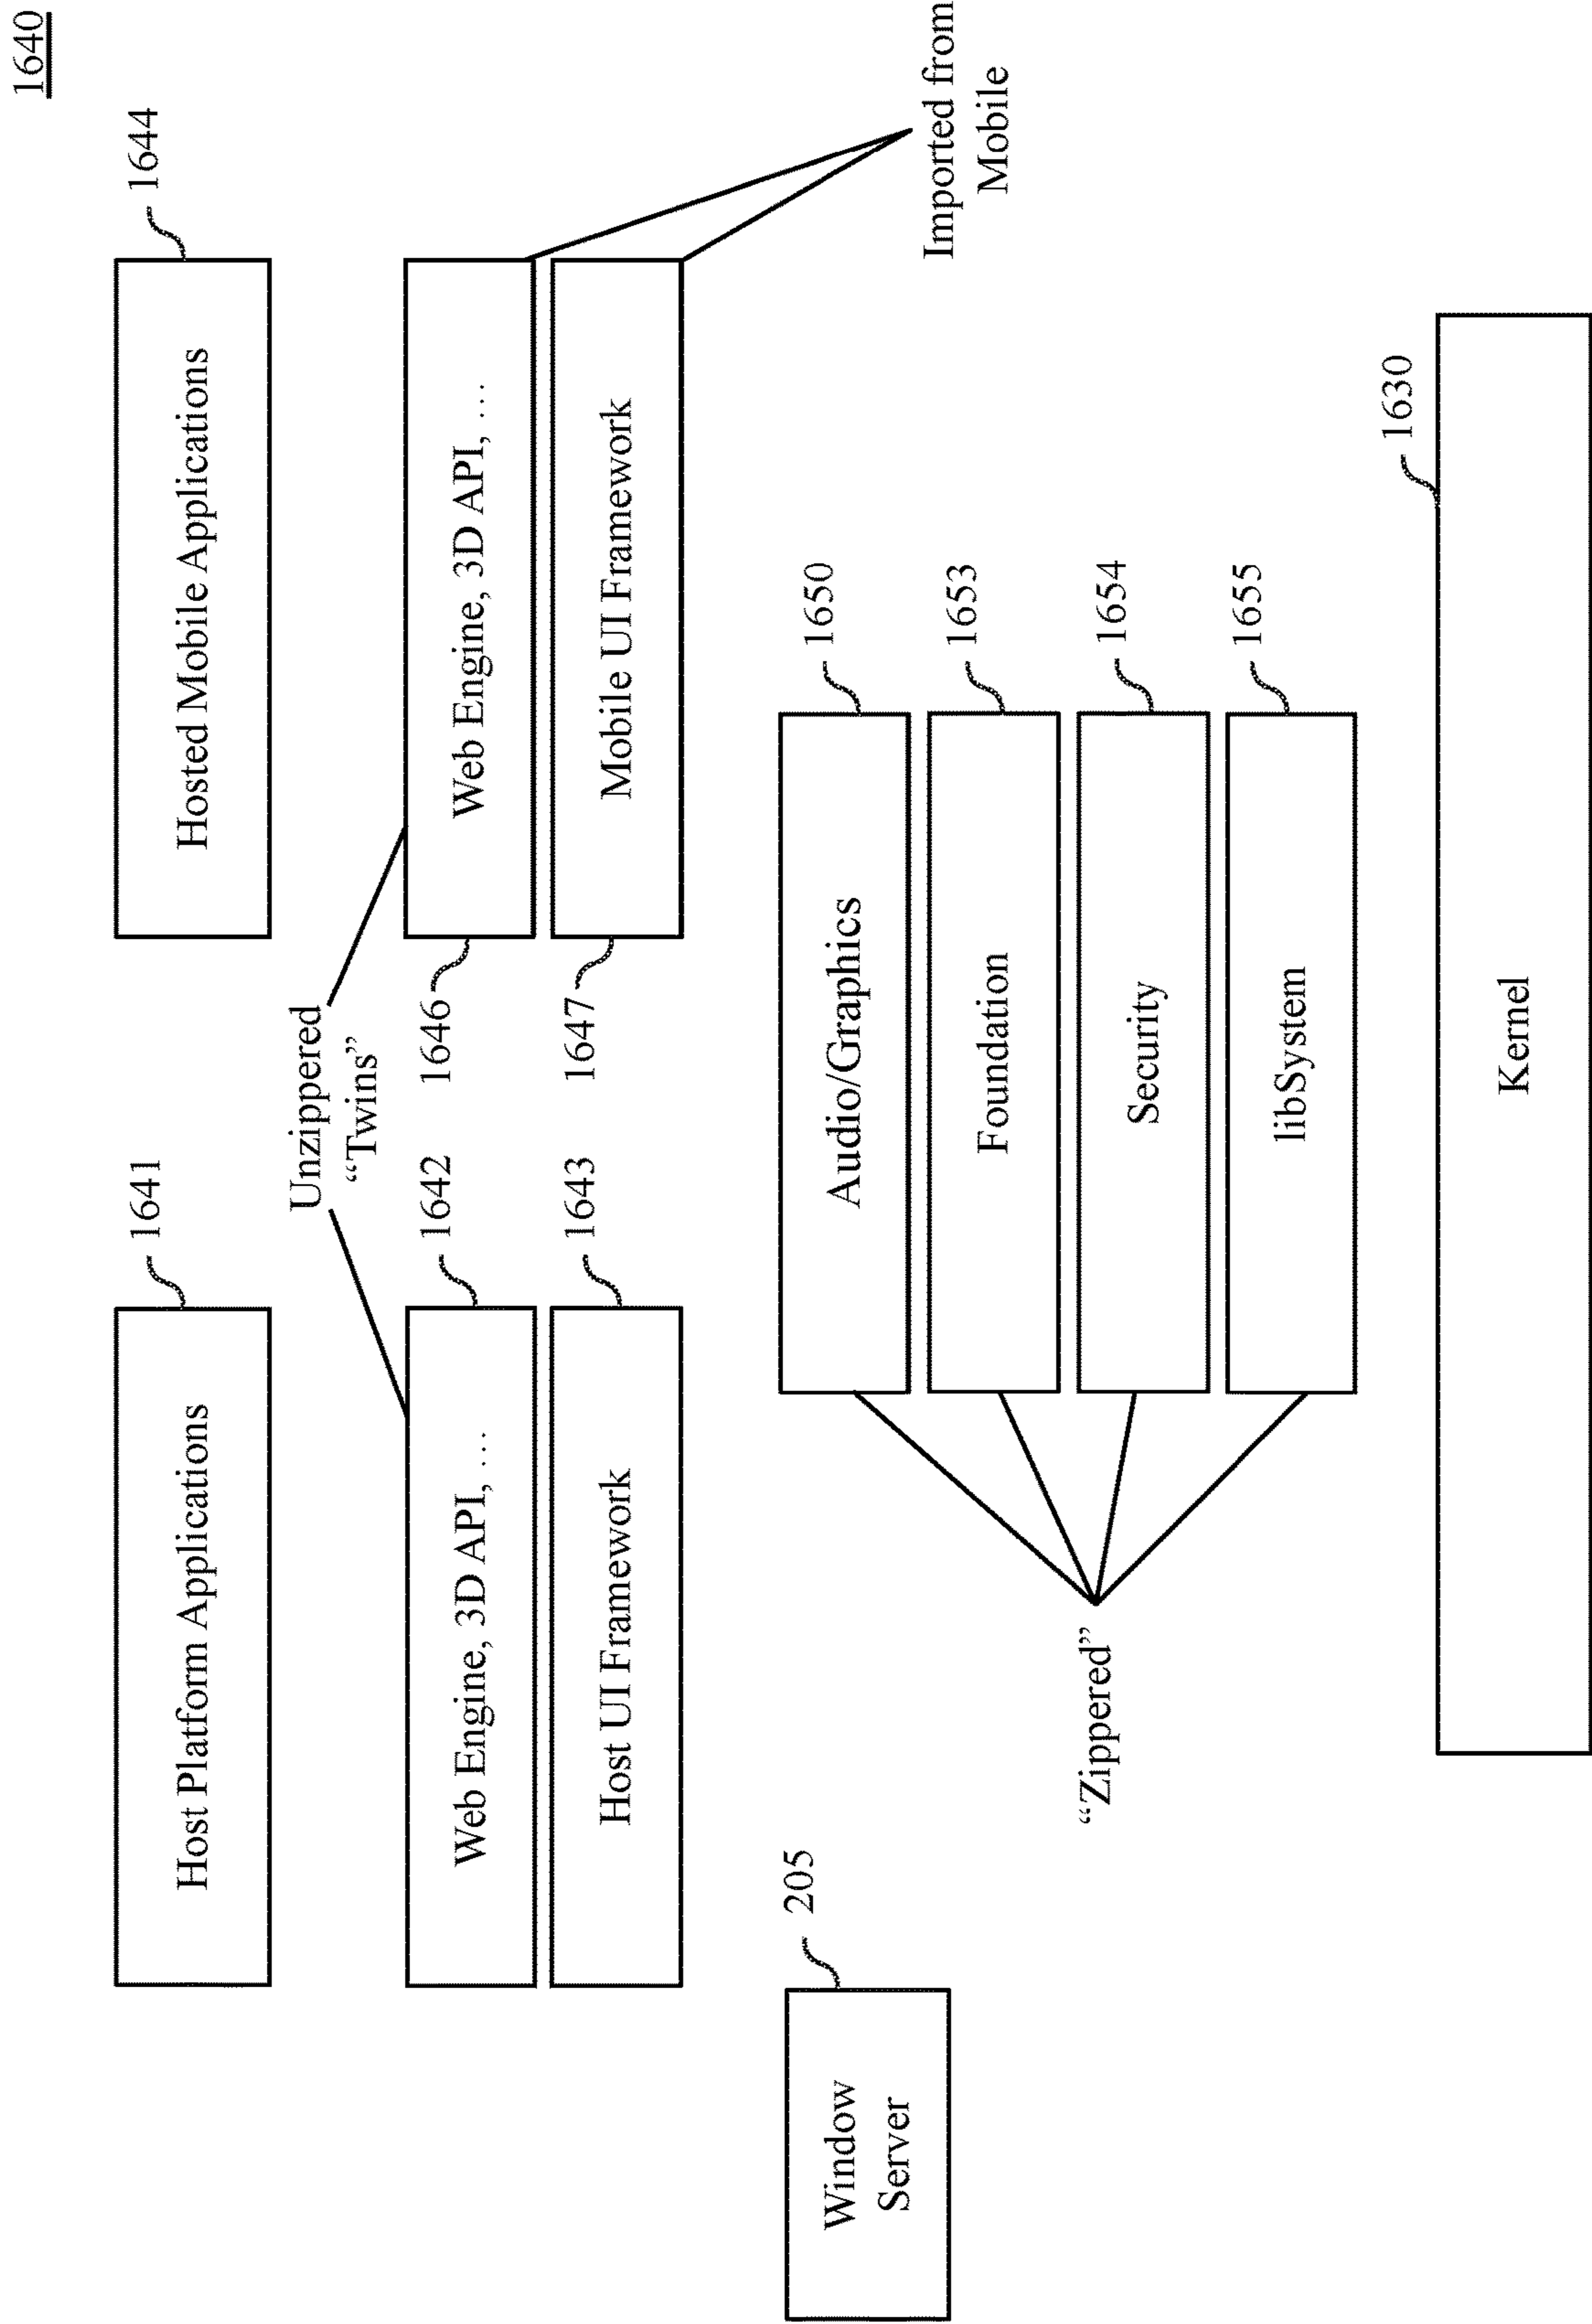 1640
1641
1644
Host Platform Applications
Hosted Mobile Applications
Unzippered
“Twins”
1642
1646
Web Engine, 3D API, …
Web Engine, 3D API, …
1643
1647
Host UI Framework
Mobile UI Framework
Imported from
Mobile
205
1650
Window
Server
Audio/Graphics
1653
Foundation
“Zippered”
1654
Security
1655
libSystem
1630
Kernel